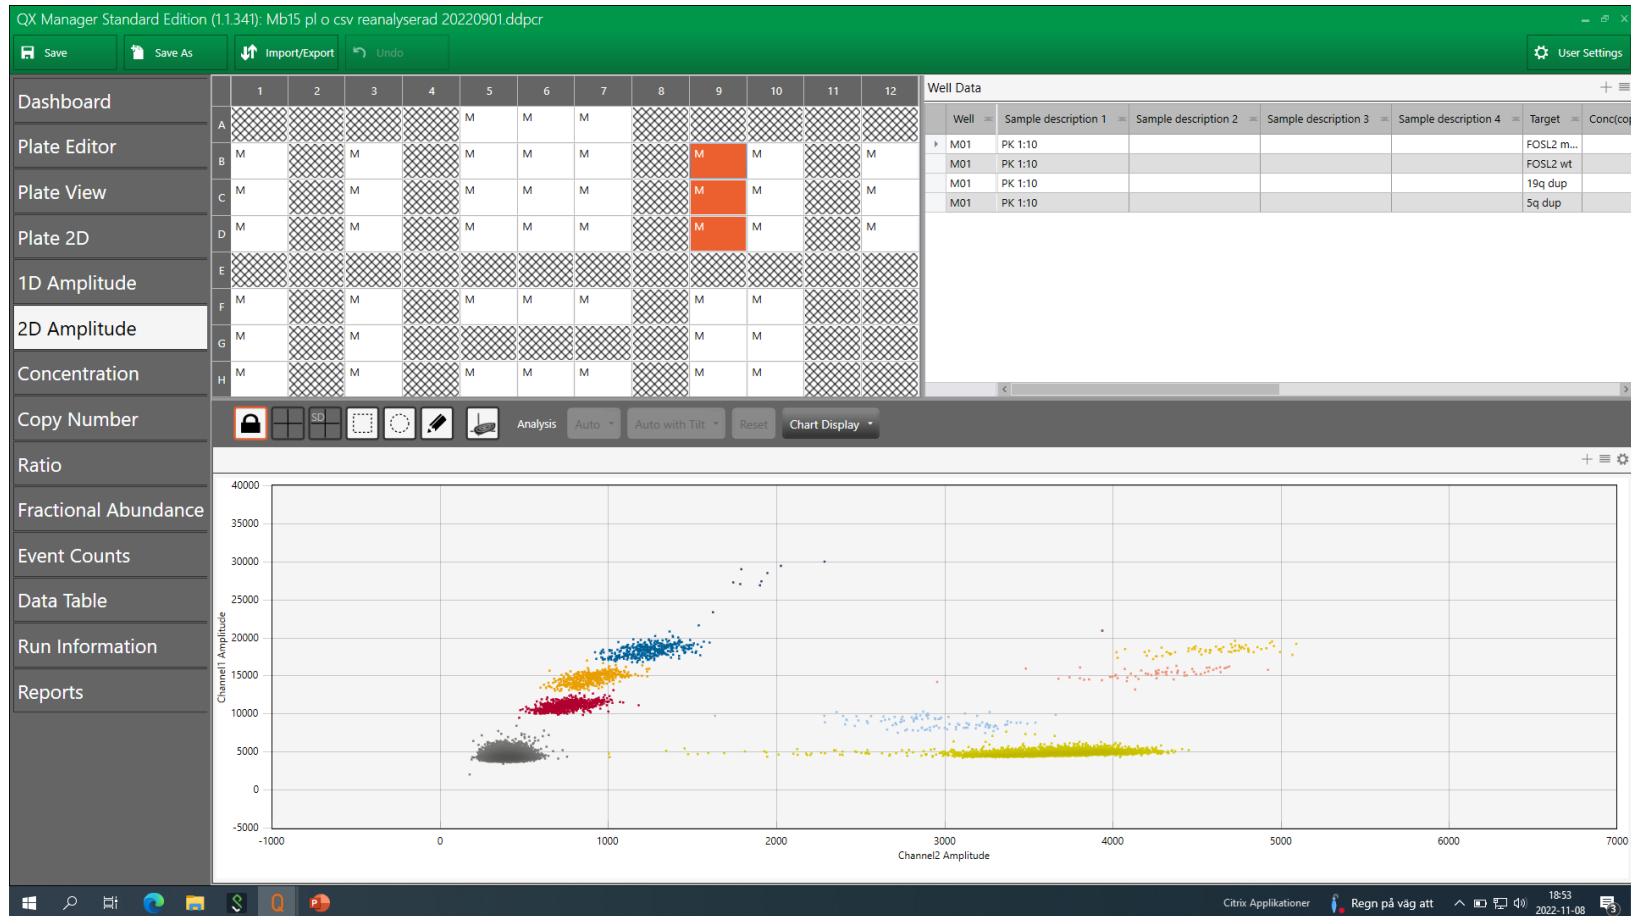 QX Manager Standard Edition (1.1.341): Mb15 pl o csv reanalyserad 20220901.ddpcr
Save
Save As
Import/Export
Undo
User Settings
Dashboard
Plate Editor
Plate View
Plate 2D
1D Amplitude
2D Amplitude
Concentration
Copy Number
Ratio
Fractional Abundance
Event Counts
Data Table
Run Information
Reports
1 2 3 4 5 6 7 8 9 10 11 12
A M M M
B M M M M M M M M
C M M M M M M M M
D M M M M M M M M
E
F M M M M M M M
G M M M M
H M M M M M M M
Well Data
Well Sample description 1 Sample description 2 Sample description 3 Sample description 4 Target Conc(cop
M01 PK 1:10 FOSL2 m...
M01 PK 1:10 FOSL2 wt
M01 PK 1:10 19q dup
M01 PK 1:10 5q dup
SD
Analysis
Auto
Auto with Tilt
Reset
Chart Display
Channel1 Amplitude
40000
35000
30000
25000
20000
15000
10000
5000
0
-5000
-1000 0 1000 2000 3000 4000 5000 6000 7000
Channel2 Amplitude
Citrix Applikationer
Regn på väg att
18:53
2022-11-08
3